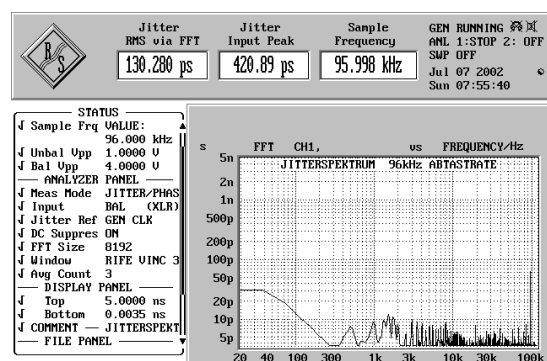 Jitter
RMS via FFT
130.280 ps
Jitter
Input Peak
420.89 ps
Sample
Frequency
95.998 kHz
GEN RUNNING
ANL 1:STOP 2: OFF
SWP OFF
Jul 07 2002
Sun 07:55:40
R S
STATUS
Sample Frq VALUE:
96.000 kHz
Unbal Vpp 1.0000 V
Bal Vpp 4.0000 V
ANALYZER PANEL
Meas Mode JITTER/PHAS
Input BAL (XLR)
Jitter Ref GEN CLK
DC Suppres ON
FFT Size 8192
Window RIFE VINC 3
Avg Count 3
DISPLAY PANEL
Top 5.0000 ns
Bottom 0.0035 ns
COMMENT — JITTERSPEKT
FILE PANEL
s FFT CH1, vs FREQUENCY/Hz
JITTERSPEKTRUM 96kHz ABTASTRATE
5n
2n
1n
500p
200p
100p
50p
20p
10p
5p
20 40 100 300 1k 3k 10k 30k 100k